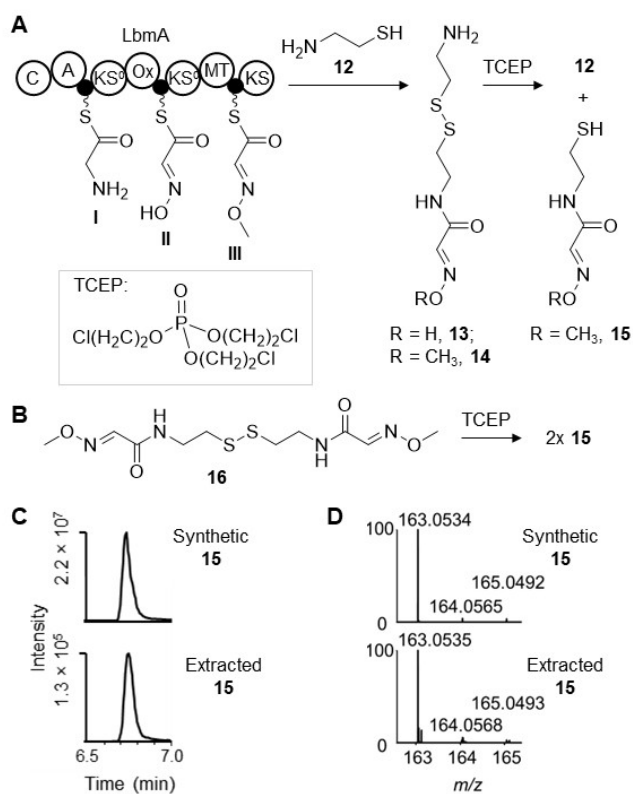 A
LbmA
C A KS⁰ Ox KS⁰ MT KS
S S S
O O O
NH₂ N N
HO O
I II III
H₂N SH
12
NH₂
S
S
HN O
N
RO
R = H, 13;
R = CH₃, 14
TCEP
12
+
SH
HN O
N
RO
R = CH₃, 15
TCEP:
O
Cl(H₂C)₂O P O(CH₂)₂Cl
O(CH₂)₂Cl
B
O N H N O S S N H O N O
16
TCEP
2x 15
C
2.2 × 10⁷
Synthetic
15
Intensity
1.3 × 10⁵
Extracted
15
6.5 7.0
Time (min)
D
100 163.0534
Synthetic
15
165.0492
164.0565
0
100 163.0535
Extracted
15
165.0493
164.0568
0
163 164 165
m/z